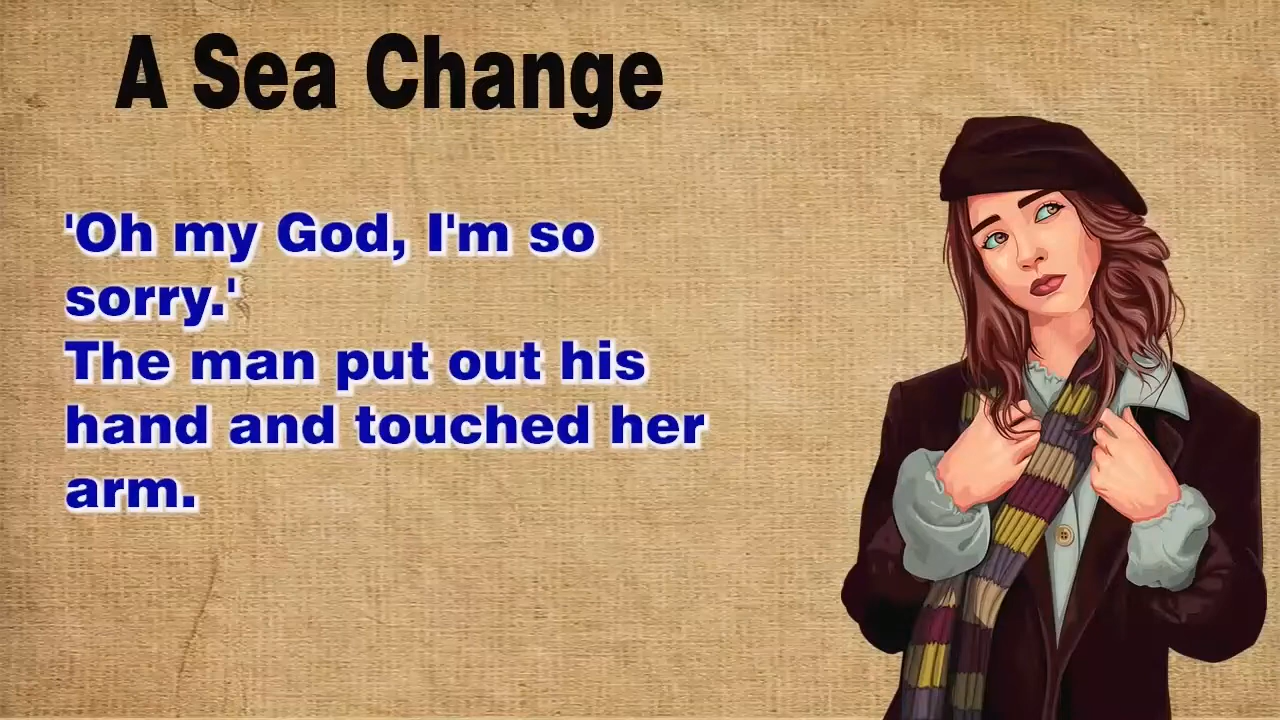 A Sea Change
'Oh my God, I'm so
sorry.'
The man put out his
hand and touched her
arm.